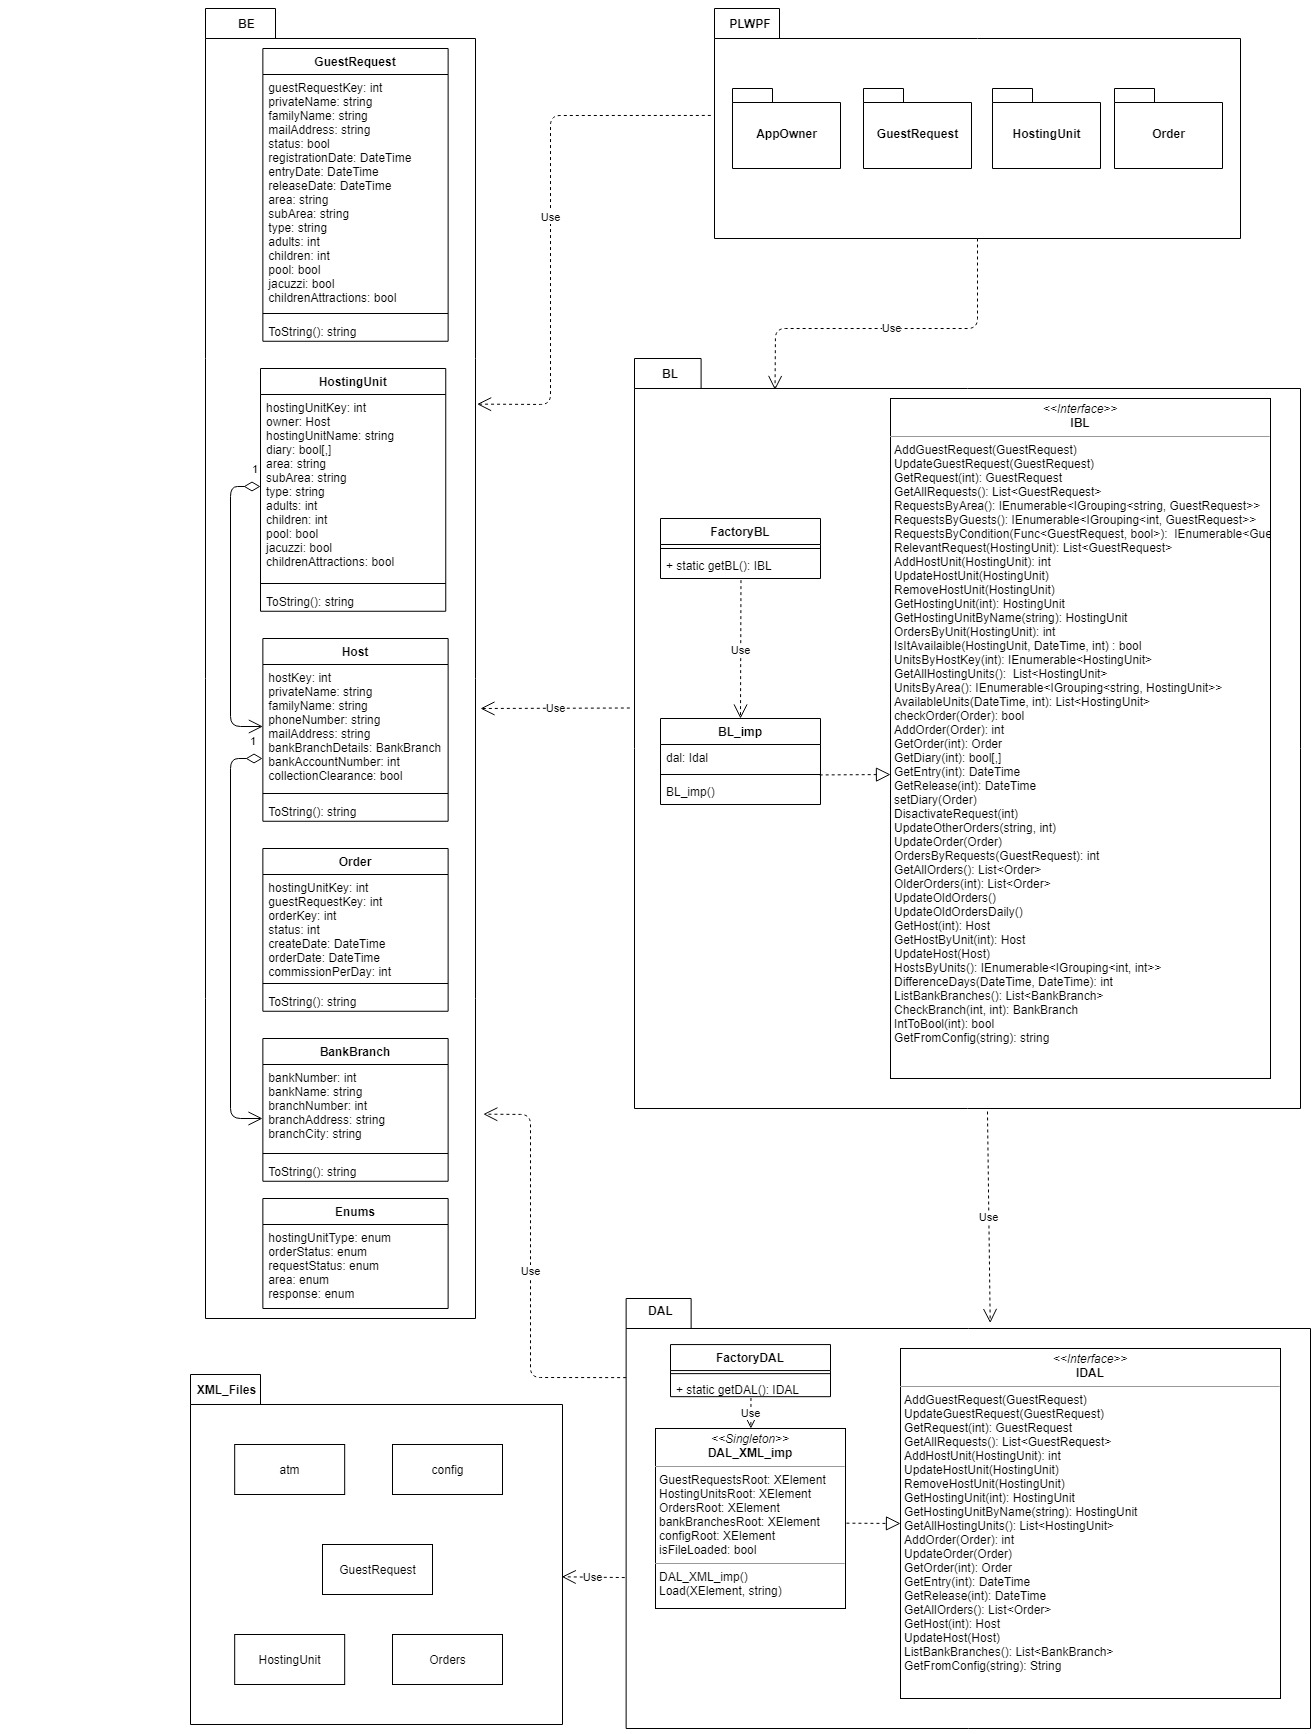 BE
GuestRequest
guestRequestKey: int
privateName: string
familyName: string
mailAddress: string
status: bool
registrationDate: DateTime
entryDate: DateTime
releaseDate: DateTime
area: string
subArea: string
type: string
adults: int
children: int
pool: bool
jacuzzi: bool
childrenAttractions: bool
ToString(): string
HostingUnit
hostingUnitKey: int
owner: Host
hostingUnitName: string
diary: bool[,]
area: string
subArea: string
type: string
adults: int
children: int
pool: bool
jacuzzi: bool
childrenAttractions: bool
ToString(): string
1
Host
hostKey: int
privateName: string
familyName: string
phoneNumber: string
mailAddress: string
bankBranchDetails: BankBranch
bankAccountNumber: int
collectionClearance: bool
ToString(): string
1
Order
hostingUnitKey: int
guestRequestKey: int
orderKey: int
status: int
createDate: DateTime
orderDate: DateTime
commissionPerDay: int
ToString(): string
BankBranch
bankNumber: int
bankName: string
branchNumber: int
branchAddress: string
branchCity: string
ToString(): string
Enums
hostingUnitType: enum
orderStatus: enum
requestStatus: enum
area: enum
response: enum
PLWPF
AppOwner
GuestRequest
HostingUnit
Order
Use
Use
BL
FactoryBL
+ static getBL(): IBL
Use
BL_imp
dal: Idal
BL_imp()
Use
<<Interface>>
IBL
AddGuestRequest(GuestRequest)
UpdateGuestRequest(GuestRequest)
GetRequest(int): GuestRequest
GetAllRequests(): List<GuestRequest>
RequestsByArea(): IEnumerable<IGrouping<string, GuestRequest>>
RequestsByGuests(): IEnumerable<IGrouping<int, GuestRequest>>
RequestsByCondition(Func<GuestRequest, bool>):  IEnumerable<Gue
RelevantRequest(HostingUnit): List<GuestRequest>
AddHostUnit(HostingUnit): int
UpdateHostUnit(HostingUnit)
RemoveHostUnit(HostingUnit)
GetHostingUnit(int): HostingUnit
GetHostingUnitByName(string): HostingUnit
OrdersByUnit(HostingUnit): int
IsItAvailaible(HostingUnit, DateTime, int) : bool
UnitsByHostKey(int): IEnumerable<HostingUnit>
GetAllHostingUnits():  List<HostingUnit>
UnitsByArea(): IEnumerable<IGrouping<string, HostingUnit>>
AvailableUnits(DateTime, int): List<HostingUnit>
checkOrder(Order): bool
AddOrder(Order): int
GetOrder(int): Order
GetDiary(int): bool[,]
GetEntry(int): DateTime
GetRelease(int): DateTime
setDiary(Order)
DisactivateRequest(int)
UpdateOtherOrders(string, int)
UpdateOrder(Order)
OrdersByRequests(GuestRequest): int
GetAllOrders(): List<Order>
OlderOrders(int): List<Order>
UpdateOldOrders()
UpdateOldOrdersDaily()
GetHost(int): Host
GetHostByUnit(int): Host
UpdateHost(Host)
HostsByUnits(): IEnumerable<IGrouping<int, int>>
DifferenceDays(DateTime, DateTime): int
ListBankBranches(): List<BankBranch>
CheckBranch(int, int): BankBranch
IntToBool(int): bool
GetFromConfig(string): string
Use
Use
DAL
FactoryDAL
+ static getDAL(): IDAL
Use
<<Singleton>>
DAL_XML_imp
GuestRequestsRoot: XElement
HostingUnitsRoot: XElement
OrdersRoot: XElement
bankBranchesRoot: XElement
configRoot: XElement
isFileLoaded: bool
DAL_XML_imp()
Load(XElement, string)
<<Interface>>
IDAL
AddGuestRequest(GuestRequest)
UpdateGuestRequest(GuestRequest)
GetRequest(int): GuestRequest
GetAllRequests(): List<GuestRequest>
AddHostUnit(HostingUnit): int
UpdateHostUnit(HostingUnit)
RemoveHostUnit(HostingUnit)
GetHostingUnit(int): HostingUnit
GetHostingUnitByName(string): HostingUnit
GetAllHostingUnits(): List<HostingUnit>
AddOrder(Order): int
UpdateOrder(Order)
GetOrder(int): Order
GetEntry(int): DateTime
GetRelease(int): DateTime
GetAllOrders(): List<Order>
GetHost(int): Host
UpdateHost(Host)
ListBankBranches(): List<BankBranch>
GetFromConfig(string): String
Use
XML_Files
atm
config
GuestRequest
HostingUnit
Orders